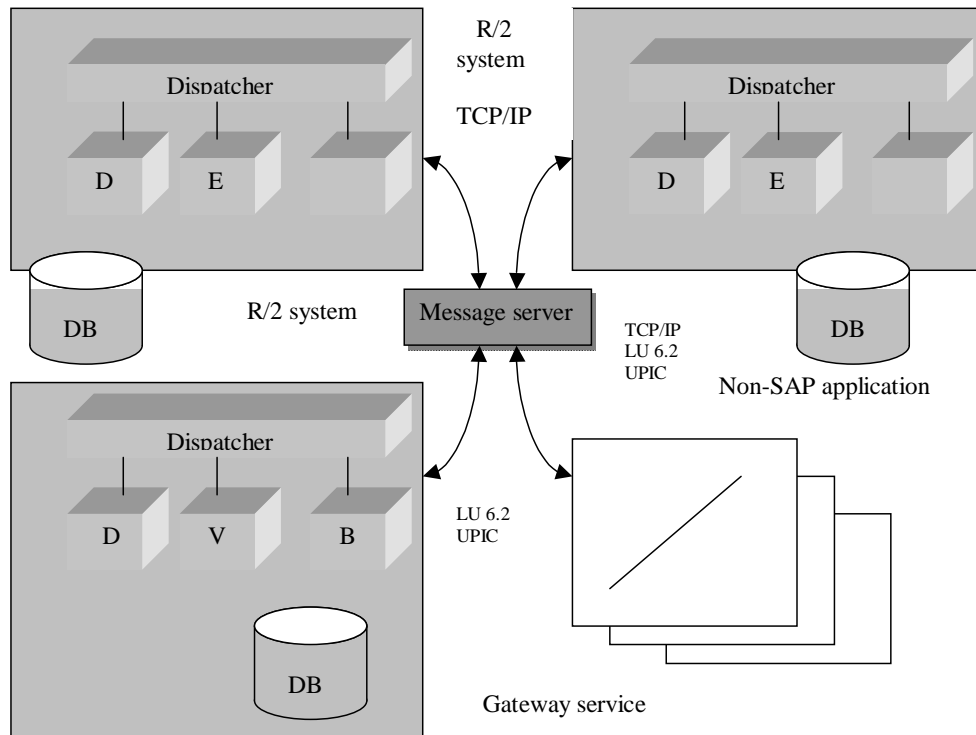 R/2
system
TCP/IP
Dispatcher
D
E
DB
Dispatcher
D
E
DB
R/2 system
Message server
TCP/IP
LU 6.2
UPIC
Non-SAP application
Dispatcher
D
V
B
DB
LU 6.2
UPIC
Gateway service